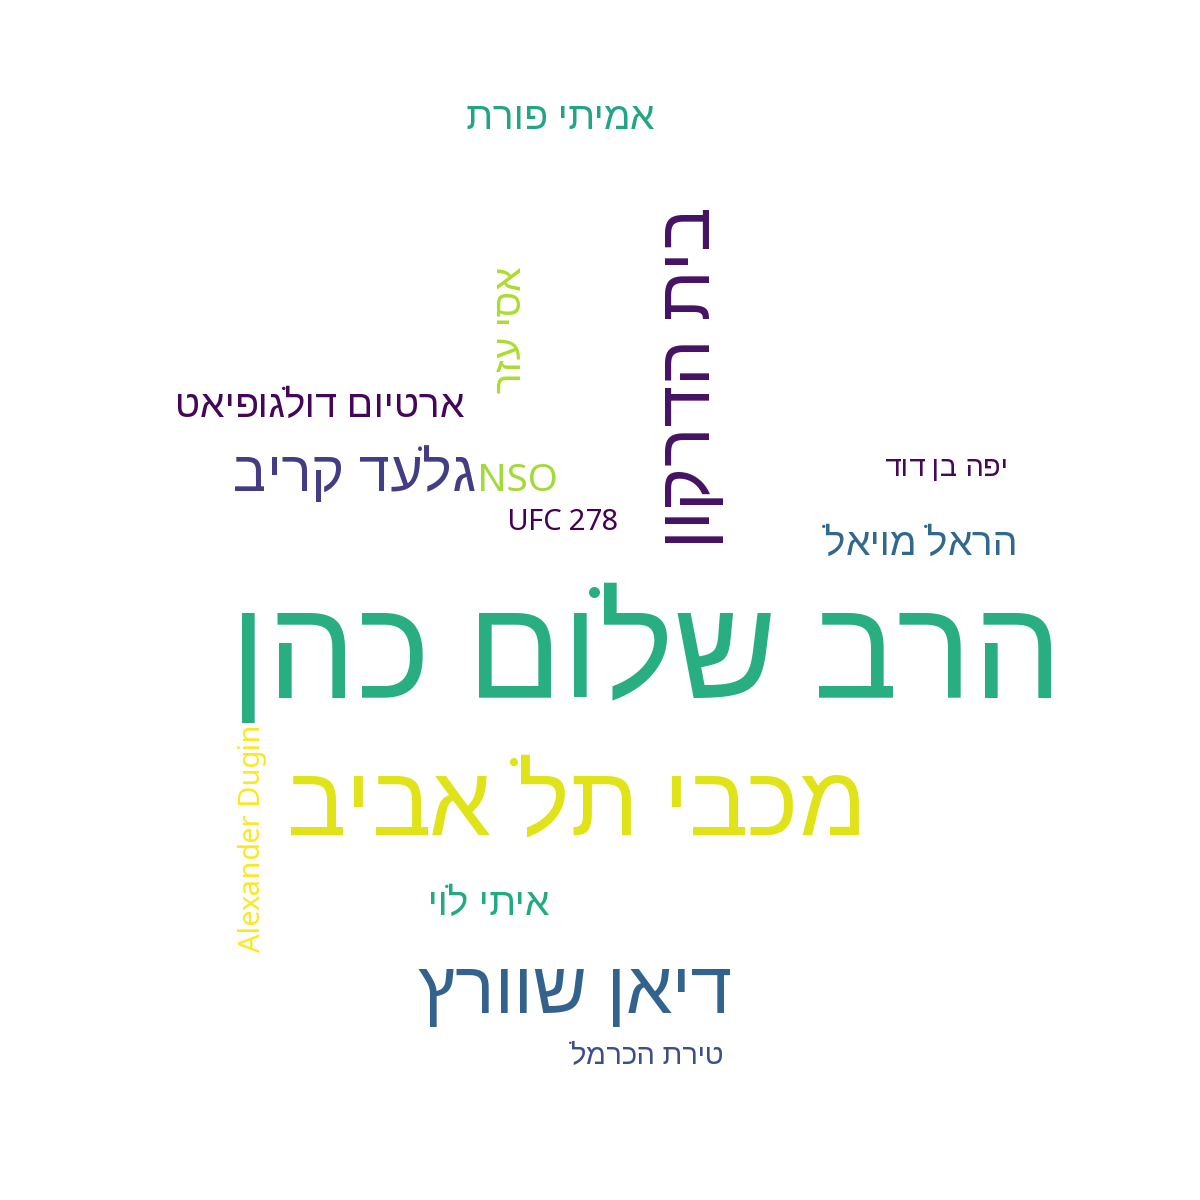 אמיתי פורת
בית הדרקון
אסי עזר
ארטיום דולגופיאט
גלעד קריב
NSO
יפה בן דוד
UFC 278
הראל מויאל
הרב שלום כהן
Alexander Dugin
מכבי תל אביב
איתי לוי
דיאן שוורץ
טירת הכרמל